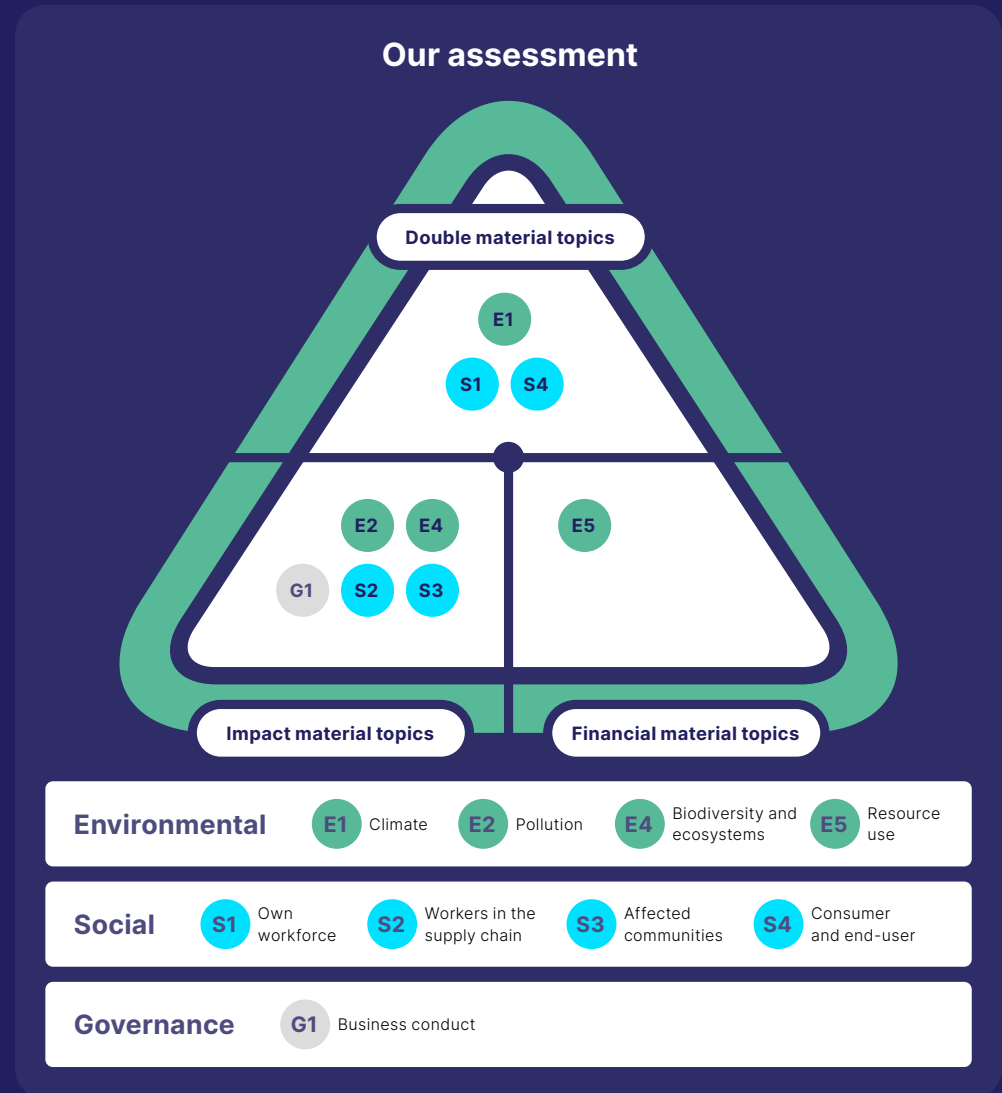 Our assessment
Double material topics
E1
S1 S4
E2 E4 E5
G1 S2 S3
Impact material topics Financial material topics
Environmental E1 Climate E2 Pollution E4 Biodiversity and
ecosystems E5 Resource
use
Social S1 Own
workforce S2 Workers in the
supply chain S3 Affected
communities S4 Consumer
and end-user
Governance G1 Business conduct